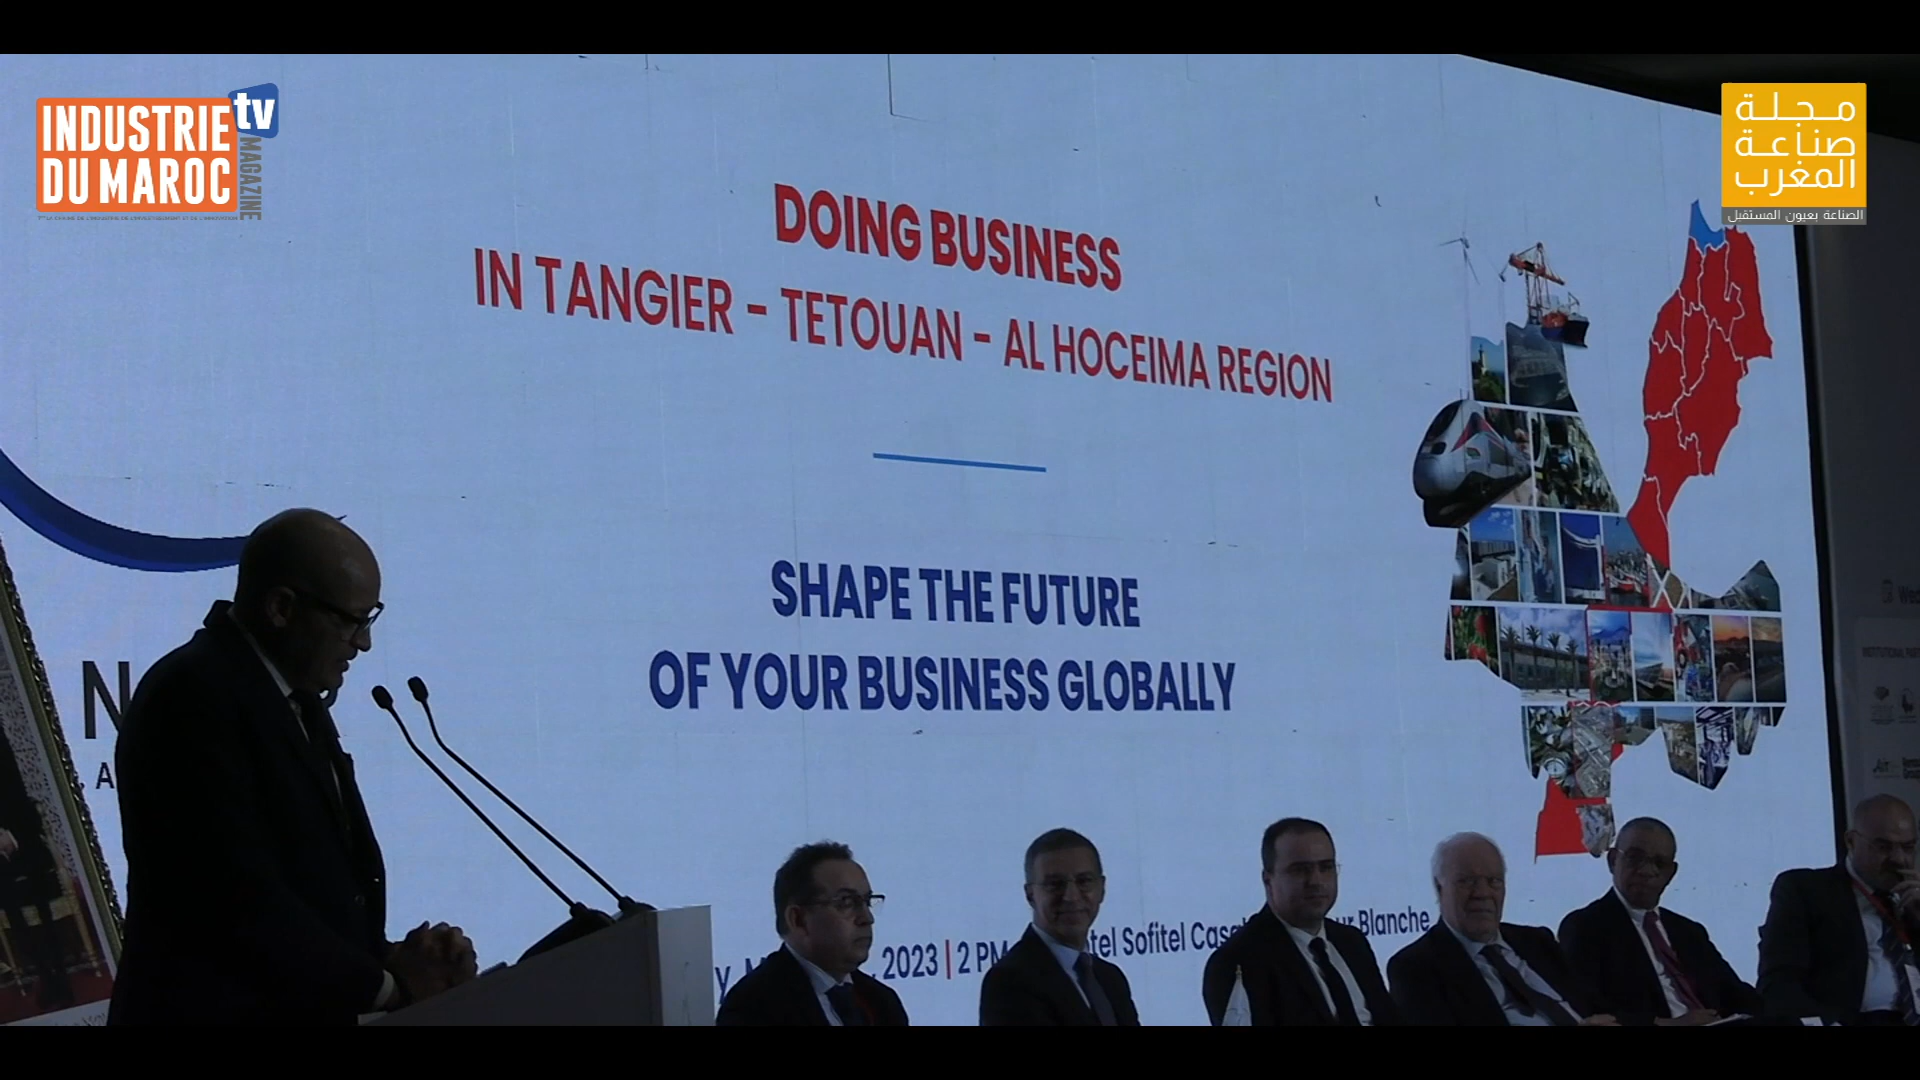 INDUSTRIE
DU MAROC
tv
MAGAZINE
مجلة
صناعة
المغرب
الصناعة بعيون المستقبل
DOING BUSINESS
IN TANGIER - TETOUAN - AL HOCEIMA REGION
SHAPE THE FUTURE
OF YOUR BUSINESS GLOBALLY
2023 | 2 PM Sofitel Blanche